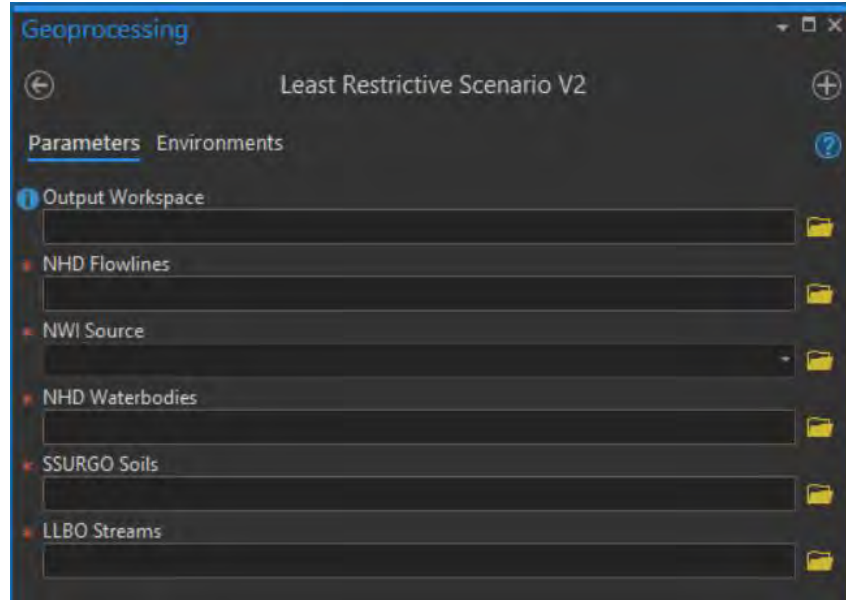 Geoprocessing
Least Restrictive Scenario V2
Parameters Environments
Output Workspace
NHD Flowlines
NWI Source
NHD Waterbodies
SSURGO Soils
LLBO Streams